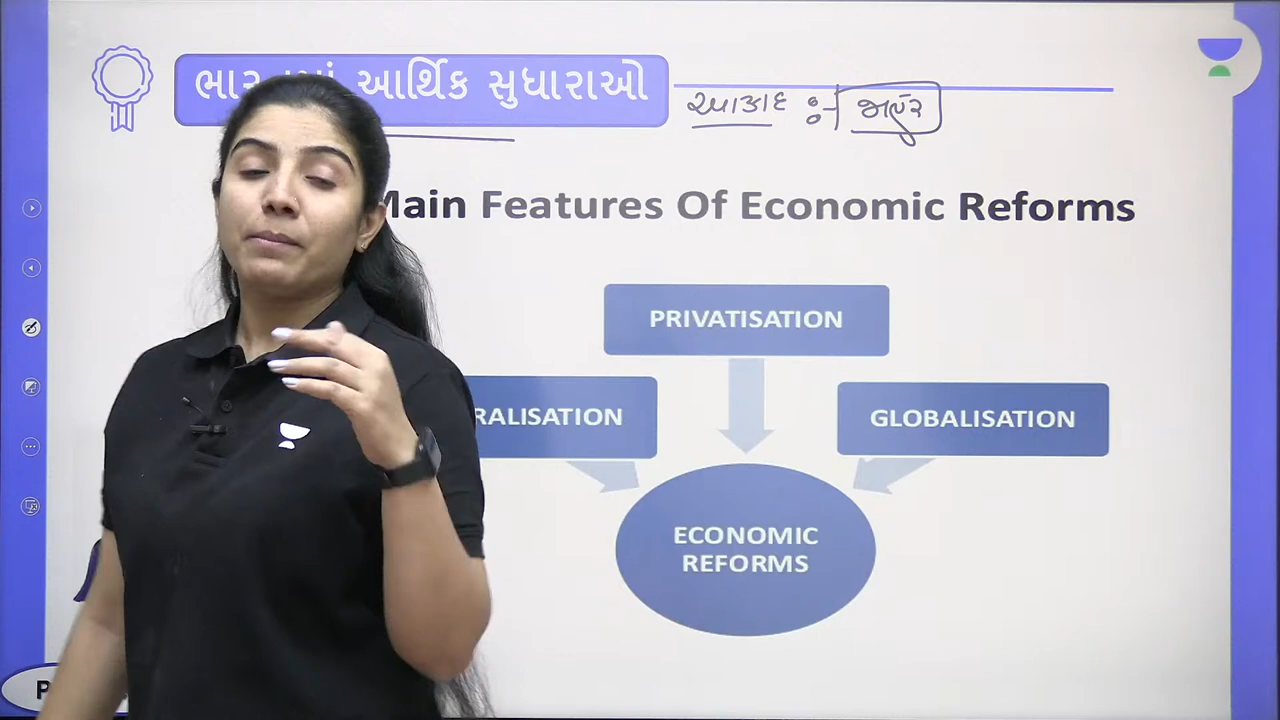 આર્થિક સુધારાઓ
Main Features Of Economic Reforms
PRIVATISATION
RALISATION
GLOBALISATION
ECONOMIC
REFORMS
P